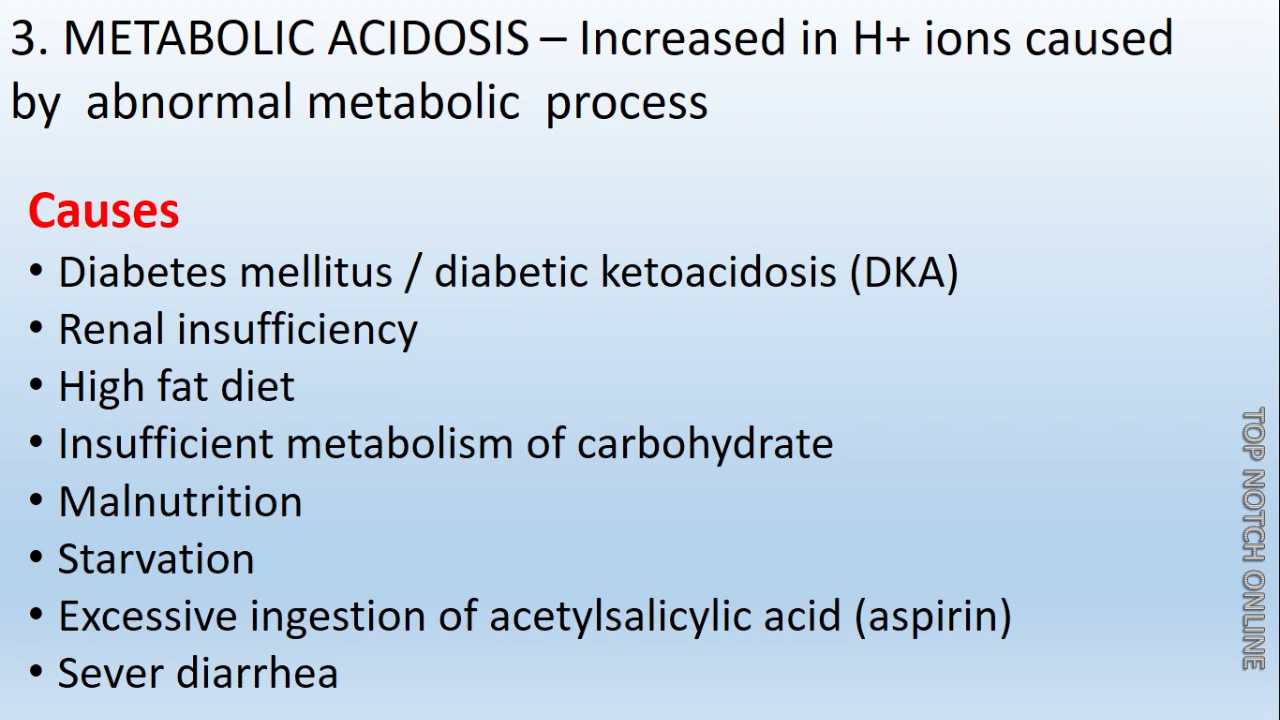 3. METABOLIC ACIDOSIS – Increased in H+ ions caused
by abnormal metabolic process
Causes
• Diabetes mellitus / diabetic ketoacidosis (DKA)
• Renal insufficiency
• High fat diet
• Insufficient metabolism of carbohydrate
• Malnutrition
• Starvation
• Excessive ingestion of acetylsalicylic acid (aspirin)
• Sever diarrhea
TOP NOTCH ONLINE